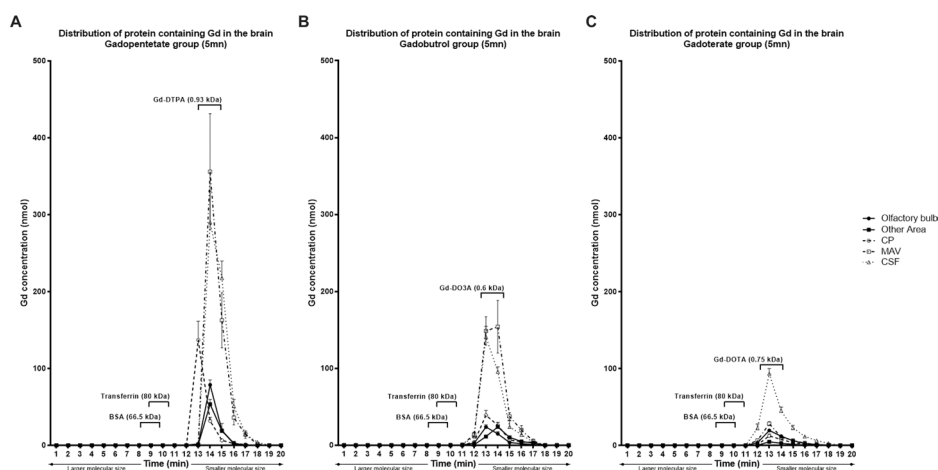 A
Distribution of protein containing Gd in the brain
Gadopentetate group (5mn)
Gd concentration (nmol)
500
400
300
200
100
0
Gd-DTPA (0.93 kDa)
Transferrin (80 kDa)
BSA (66.5 kDa)
1 2 3 4 5 6 7 8 9 10 11 12 13 14 15 16 17 18 19 20
Larger molecular size Time (min) Smaller molecular size
B
Distribution of protein containing Gd in the brain
Gadobutrol group (5mn)
Gd concentration (nmol)
500
400
300
200
100
0
Gd-DO3A (0.6 kDa)
Transferrin (80 kDa)
BSA (66.5 kDa)
1 2 3 4 5 6 7 8 9 10 11 12 13 14 15 16 17 18 19 20
Larger molecular size Time (min) Smaller molecular size
C
Distribution of protein containing Gd in the brain
Gadoterate group (5mn)
Gd concentration (nmol)
500
400
300
200
100
0
Gd-DOTA (0.75 kDa)
Transferrin (80 kDa)
BSA (66.5 kDa)
1 2 3 4 5 6 7 8 9 10 11 12 13 14 15 16 17 18 19 20
Larger molecular size Time (min) Smaller molecular size
Olfactory bulb
Other Area
CP
MAV
CSF